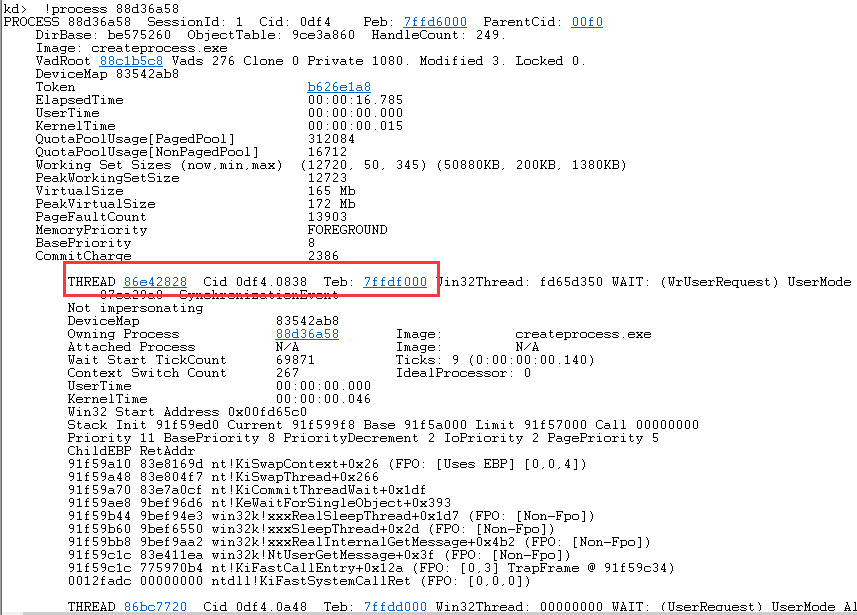 kd>  !process 88d36a58
PROCESS 88d36a58  SessionId: 1  Cid: 0df4    Peb: 7ffd6000  ParentCid: 00f0
    DirBase: be575260  ObjectTable: 9ce3a860  HandleCount: 249.
    Image: createprocess.exe
    VadRoot 88c1b5c8 Vads 276 Clone 0 Private 1080. Modified 3. Locked 0.
    DeviceMap 83542ab8
    Token                             b626e1a8
    ElapsedTime                       00:00:16.785
    UserTime                          00:00:00.000
    KernelTime                        00:00:00.015
    QuotaPoolUsage[PagedPool]         312084
    QuotaPoolUsage[NonPagedPool]      16712
    Working Set Sizes (now,min,max)  (12720, 50, 345) (50880KB, 200KB, 1380KB)
    PeakWorkingSetSize                12723
    VirtualSize                       165 Mb
    PeakVirtualSize                   172 Mb
    PageFaultCount                    13903
    MemoryPriority                    FOREGROUND
    BasePriority                      8
    CommitCharge                      2386
        THREAD 86e42828  Cid 0df4.0838  Teb: 7ffdf000 Win32Thread: fd65d350 WAIT: (WrUserRequest) UserMode
            SynchronizationEvent
        Not impersonating
        DeviceMap                 83542ab8
        Owning Process            88d36a58       Image:         createprocess.exe
        Attached Process          N/A            Image:         N/A
        Wait Start TickCount      69871          Ticks: 9 (0:00:00:00.140)
        Context Switch Count      267            IdealProcessor: 0
        UserTime                  00:00:00.000
        KernelTime                00:00:00.046
        Win32 Start Address 0x00fd65c0
        Stack Init 91f59ed0 Current 91f599f8 Base 91f5a000 Limit 91f57000 Call 00000000
        Priority 11 BasePriority 8 PriorityDecrement 2 IoPriority 2 PagePriority 5
        ChildEBP RetAddr
        91f59a10 83e8169d nt!KiSwapContext+0x26 (FPO: [Uses EBP] [0,0,4])
        91f59a48 83e804f7 nt!KiSwapThread+0x266
        91f59a70 83e7a0cf nt!KiCommitThreadWait+0x1df
        91f59ae8 9bef96d6 nt!KeWaitForSingleObject+0x393
        91f59b44 9bef94e3 win32k!xxxRealSleepThread+0x1d7 (FPO: [Non-Fpo])
        91f59b60 9bef6550 win32k!xxxSleepThread+0x2d (FPO: [Non-Fpo])
        91f59bb8 9bef9aa2 win32k!xxxRealInternalGetMessage+0x4b2 (FPO: [Non-Fpo])
        91f59c1c 83e411ea win32k!NtUserGetMessage+0x3f (FPO: [Non-Fpo])
        91f59c1c 775970b4 nt!KiFastCallEntry+0x12a (FPO: [0,3] TrapFrame @ 91f59c34)
        0012fadc 00000000 ntdll!KiFastSystemCallRet (FPO: [0,0,0])
        THREAD 86bc7720  Cid 0df4.0a48  Teb: 7ffdd000 Win32Thread: 00000000 WAIT: (UserRequest) UserMode Al